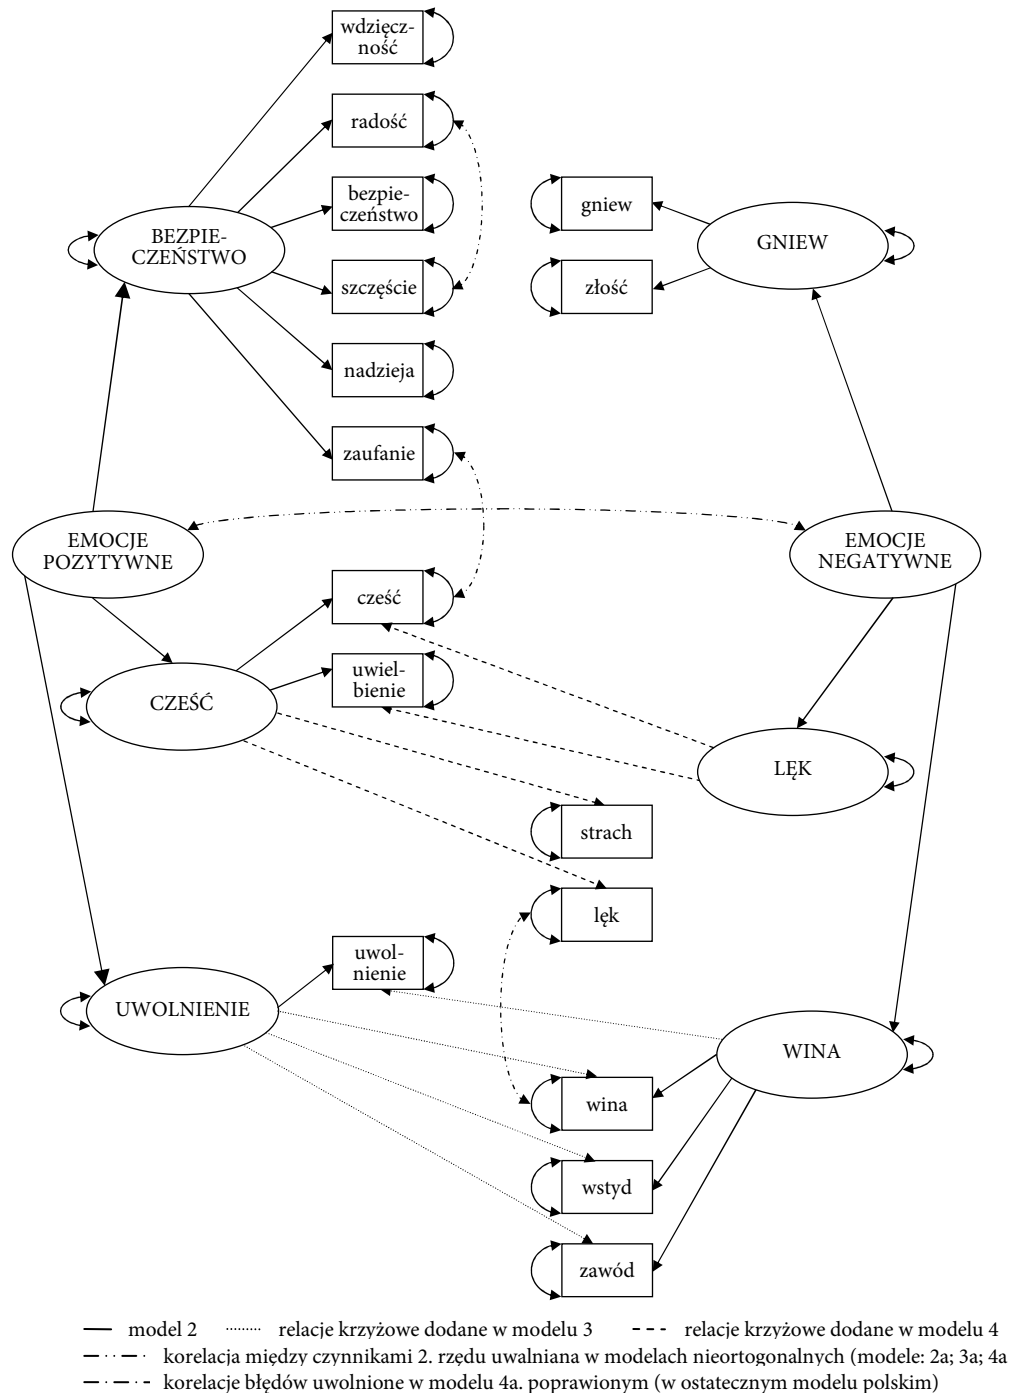 wdzięcz-
ność
radość
bezpie-
czeństwo
gniew
GNIEW
BEZPIE-
CZEŃSTWO
szczęście
złość
nadzieja
zaufanie
EMOCJE
POZYTYWNE
EMOCJE
NEGATYWNE
cześć
uwiel-
bienie
CZEŚĆ
LĘK
strach
lęk
uwol-
nienie
UWOLNIENIE
WINA
wina
wstyd
zawód
model 2 relacje krzyżowe dodane w modelu 3 relacje krzyżowe dodane w modelu 4
korelacja między czynnikami 2. rzędu uwalniana w modelach nieortogonalnych (modele: 2a; 3a; 4a
korelacje błędów uwolnione w modelu 4a. poprawionym (w ostatecznym modelu polskim)